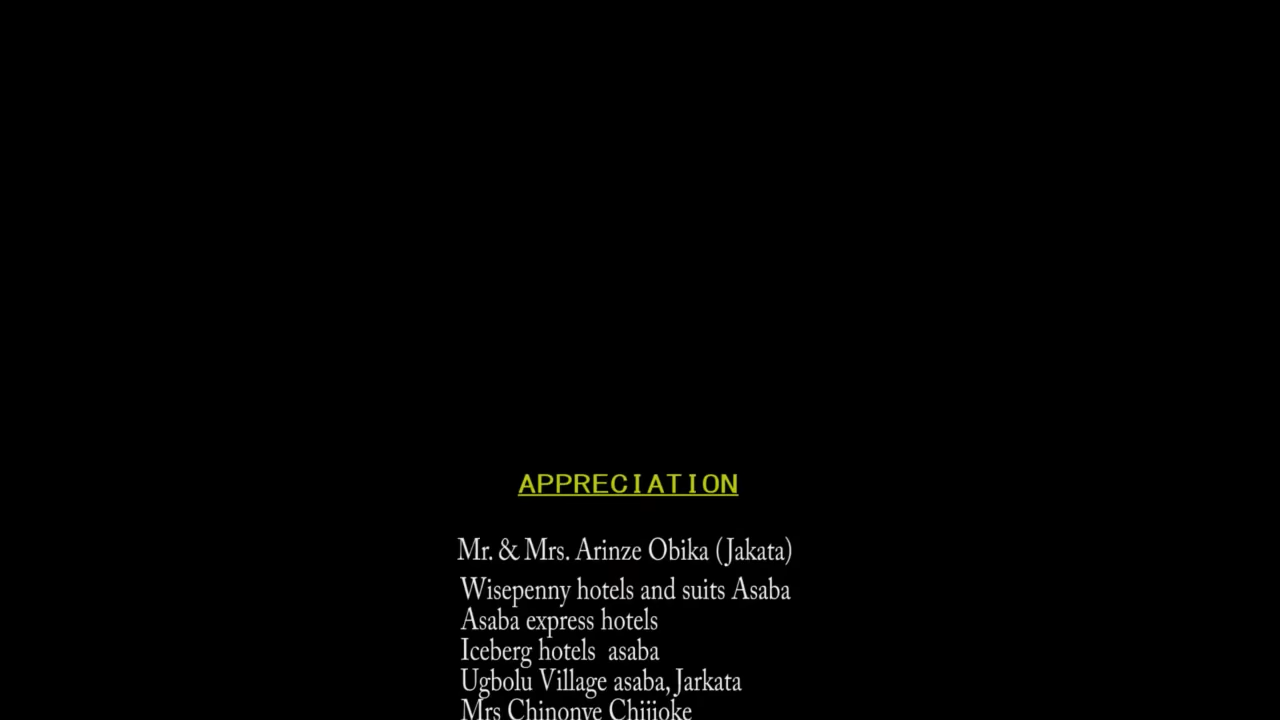 APPRECIATION
Mr. & Mrs. Arinze Obika (Jakata)
Wisepenny hotels and suits Asaba
Asaba express hotels
Iceberg hotels  asaba
Ugbolu Village asaba, Jarkata
Mrs Chinonye Chijioke